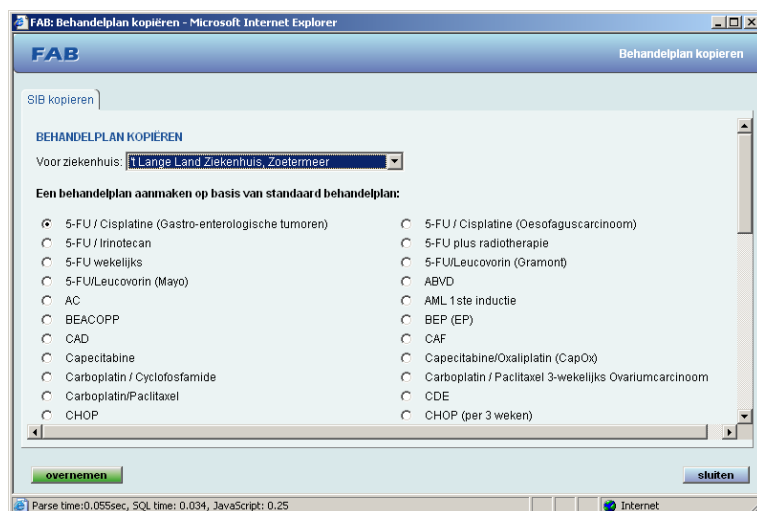 FAB: Behandelplan kopiëren - Microsoft Internet Explorer
FAB
Behandelplan kopieren
SIB kopieren
BEHANDELPLAN KOPIËREN
Voor ziekenhuis: 't Lange Land Ziekenhuis, Zoetermeer
Een behandelplan aanmaken op basis van standaard behandelplan:
5-FU / Cisplatine (Gastro-enterologische tumoren) 5-FU / Cisplatine (Oesofaguscarcinoom)
5-FU / Irinotecan 5-FU plus radiotherapie
5-FU wekelijks 5-FU/Leucovorin (Gramont)
5-FU/Leucovorin (Mayo) ABVD
AC AML 1ste inductie
BEACOPP BEP (EP)
CAD CAF
Capecitabine Capecitabine/Oxaliplatin (CapOx)
Carboplatin / Cyclofosfamide Carboplatin / Paclitaxel 3-wekelijks Ovariumcarcinoom
Carboplatin/Paclitaxel CDE
CHOP CHOP (per 3 weken)
overnemen sluiten
Parse time:0.055sec, SQL time: 0.034, JavaScript: 0.25 Internet